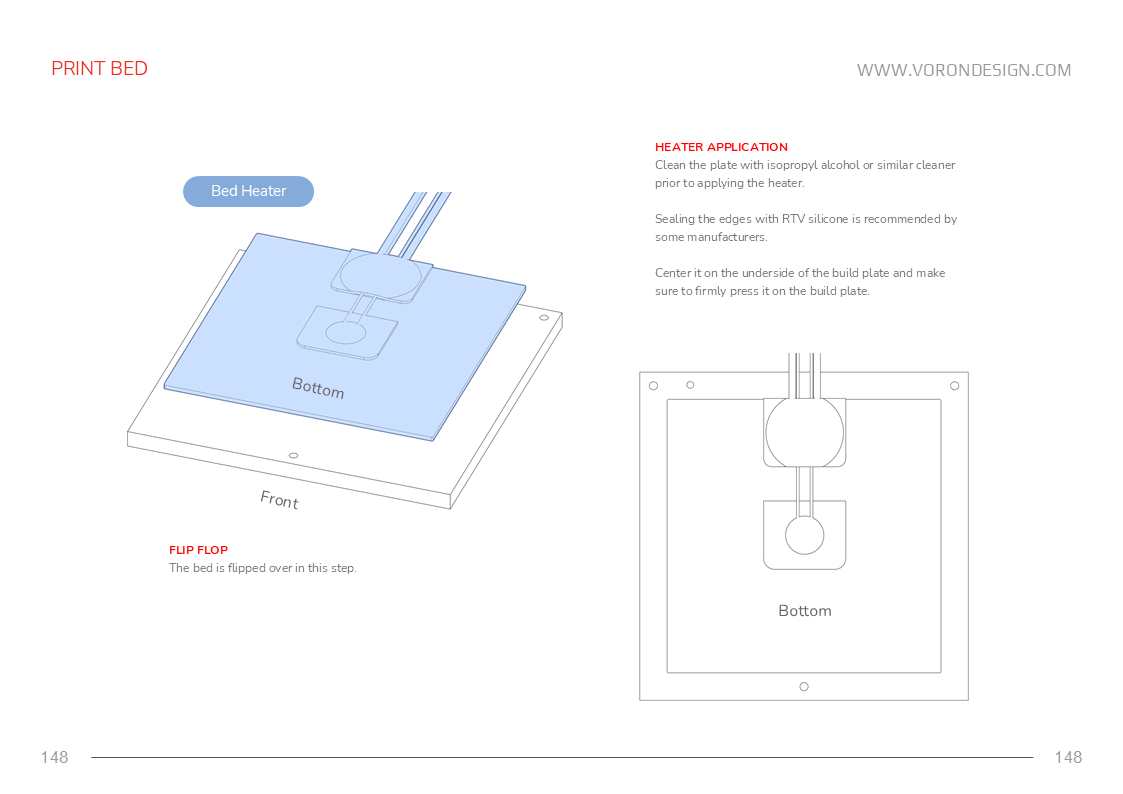 PRINT BED
WWW.VORONDESIGN.COM
Bed Heater
Bottom
Front
FLIP FLOP
The bed is flipped over in this step.
HEATER APPLICATION
Clean the plate with isopropyl alcohol or similar cleaner
prior to applying the heater.
Sealing the edges with RTV silicone is recommended by
some manufacturers.
Center it on the underside of the build plate and make
sure to firmly press it on the build plate.
Bottom
148
148